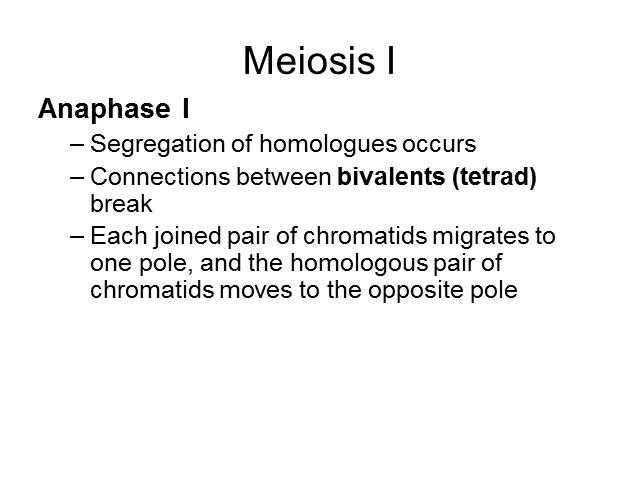 Meiosis I
Anaphase I
– Segregation of homologues occurs
– Connections between bivalents (tetrad)
break
– Each joined pair of chromatids migrates to
one pole, and the homologous pair of
chromatids moves to the opposite pole